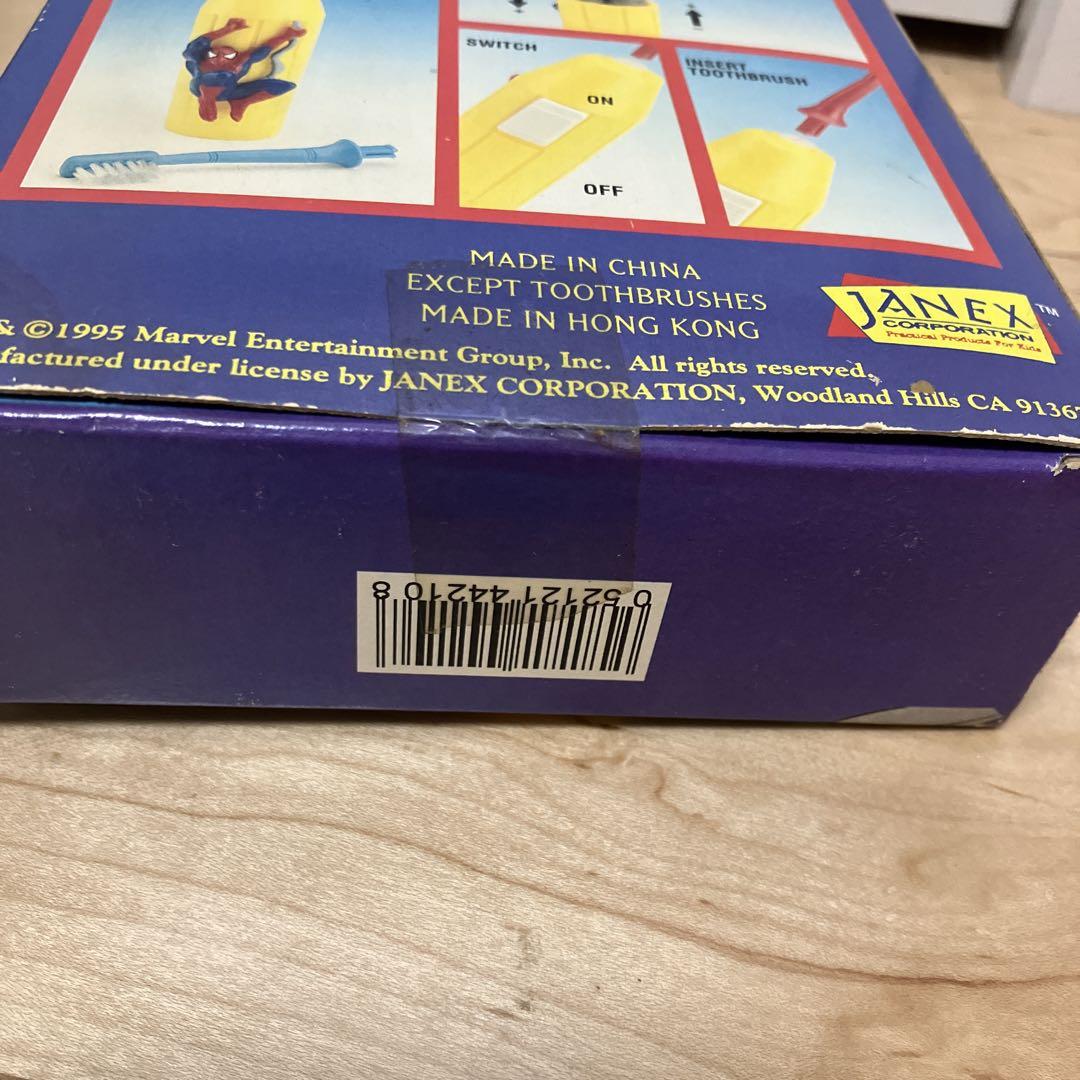 SWITCH
ON
OFF
INSERT
TOOTHBRUSH
MADE IN CHINA
EXCEPT TOOTHBRUSHES
MADE IN HONG KONG
JANEX TM
CORPORATION
Practical Products For Kids
& ©1995 Marvel Entertainment Group, Inc. All rights reserved.
factured under license by JANEX CORPORATION, Woodland Hills CA 9136
0 52121 44210 8